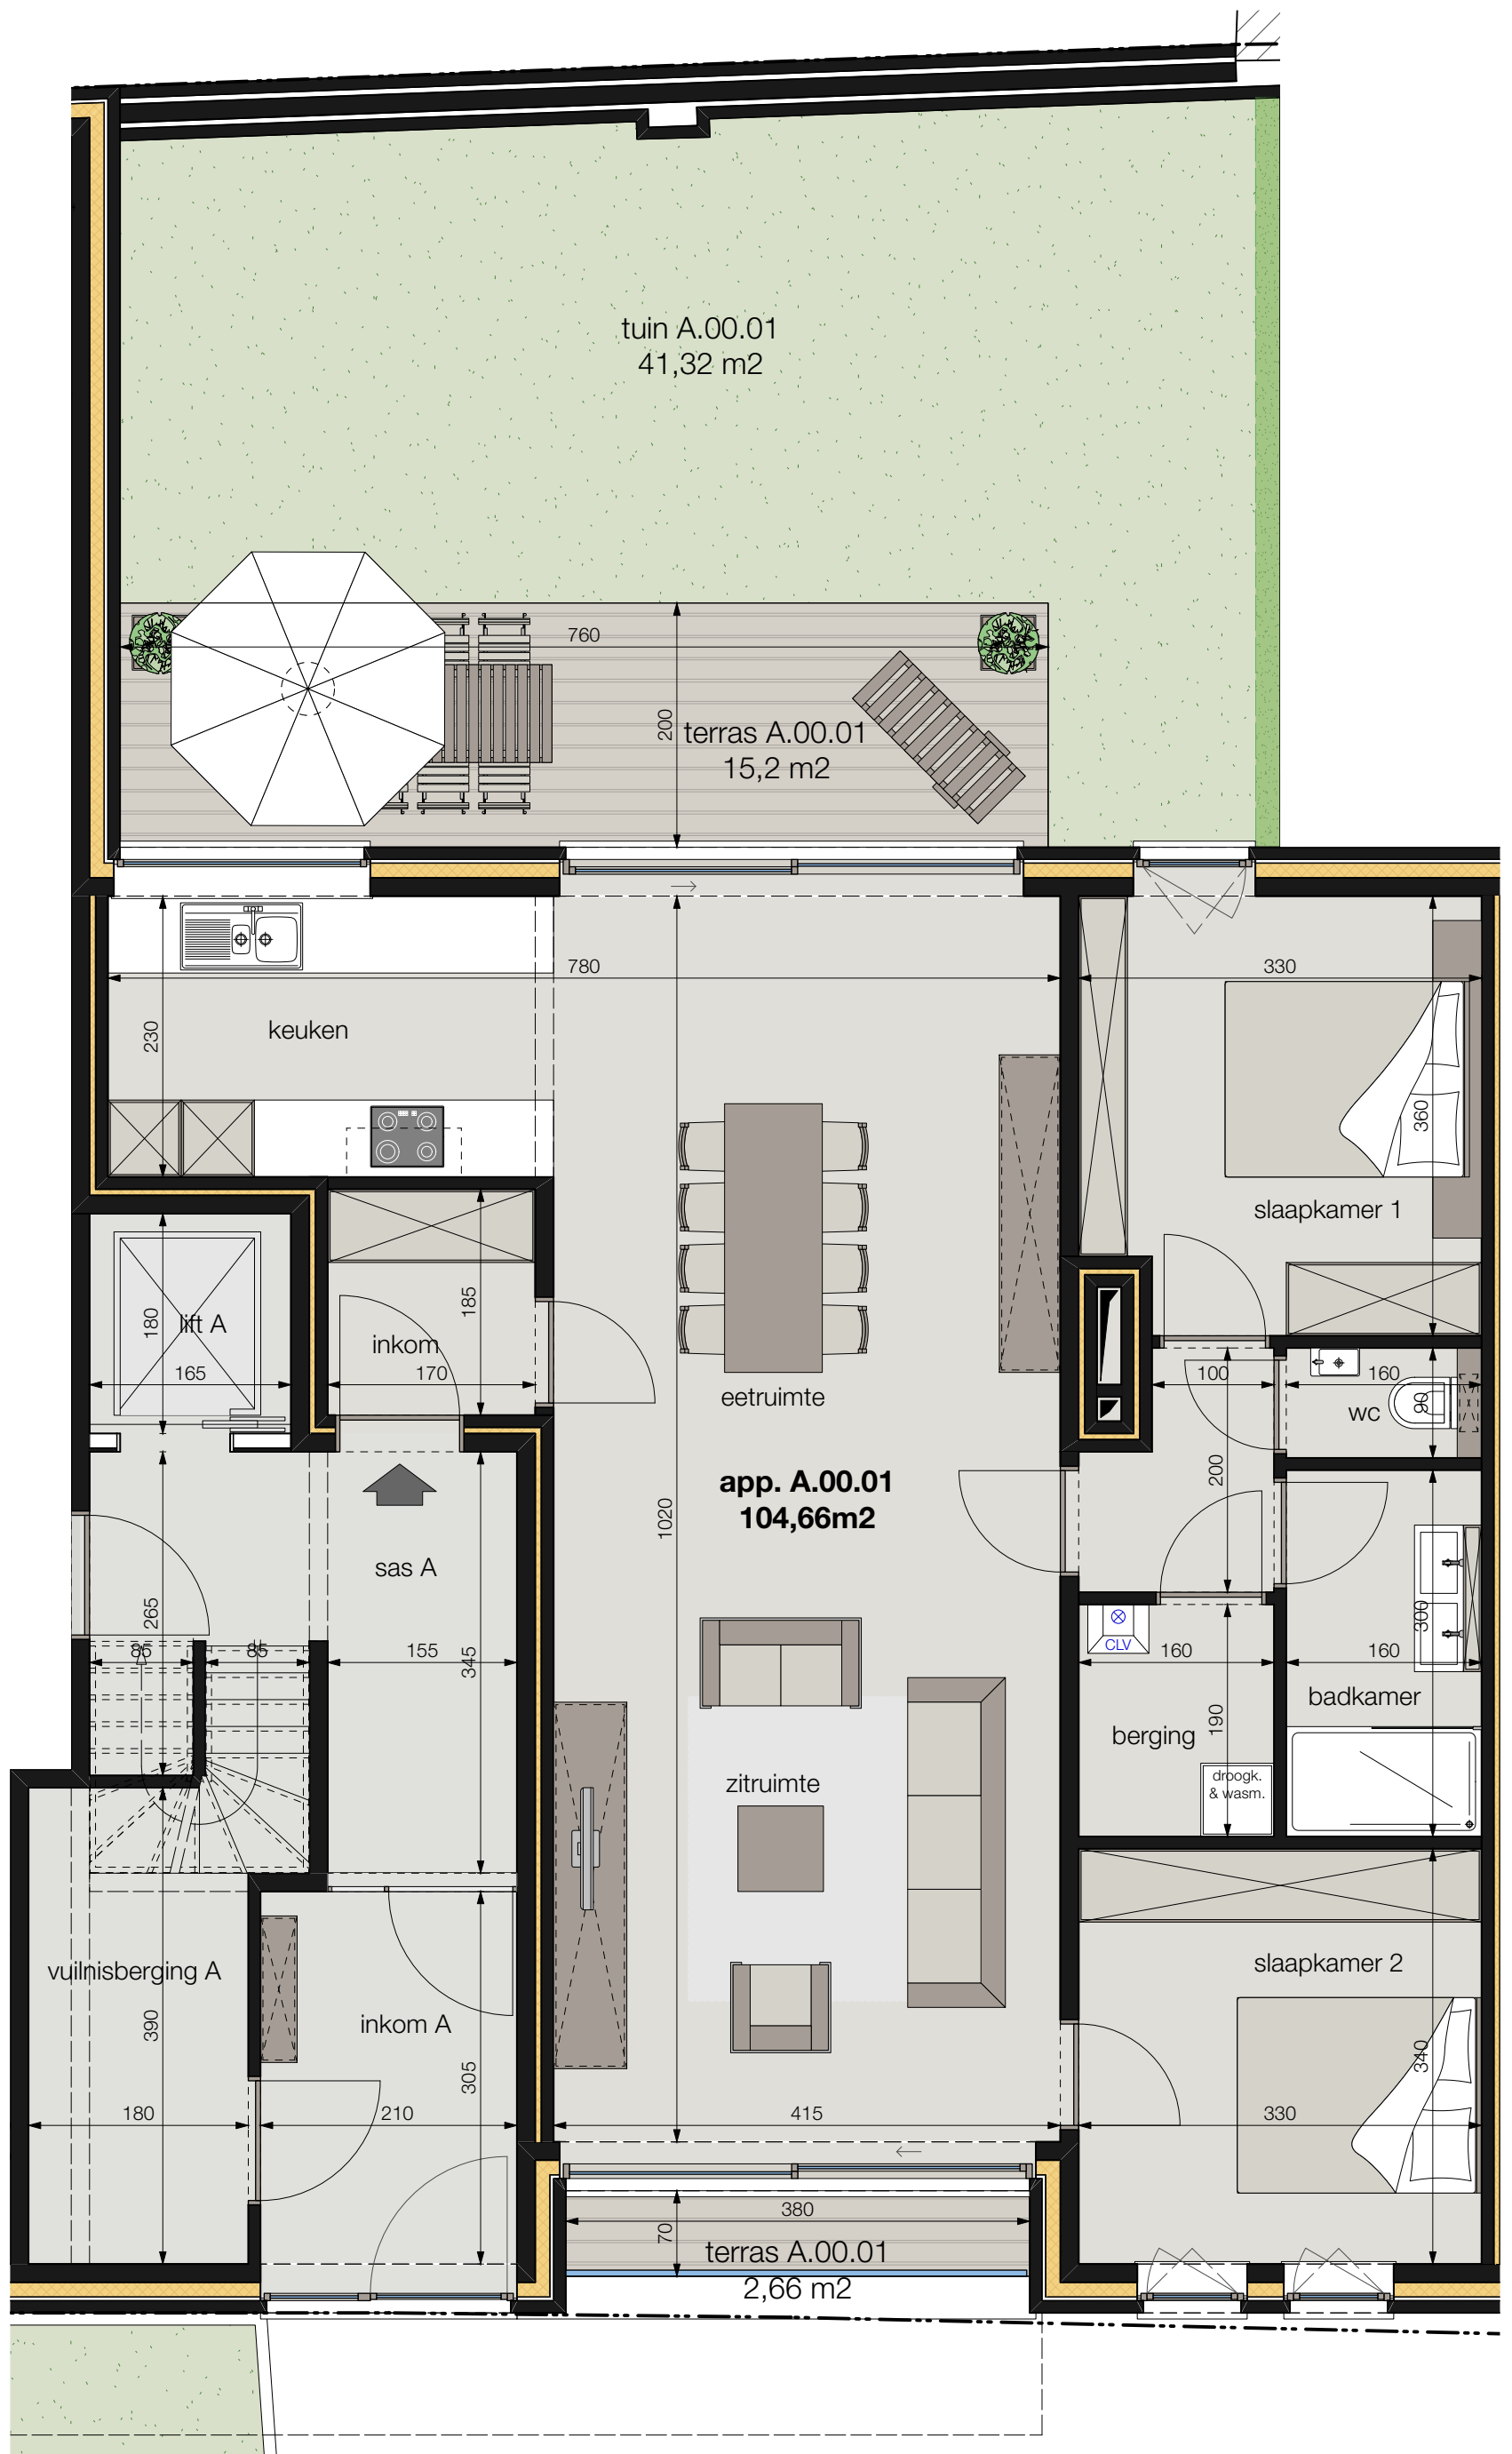 tuin A.00.01
41,32 m2
760
200
terras A.00.01
15,2 m2
780
330
230
keuken
360
slaapkamer 1
185
180
lift A
inkom
165
170
eetruimte
100
160
wc
90
200
app. A.00.01
104,66m2
1020
sas A
265
300
85
85
155
345
CLV
160
160
badkamer
190
berging
zitruimte
droogk.
& wasm.
vuilnisberging A
slaapkamer 2
390
inkom A
340
305
180
210
415
330
380
70
terras A.00.01
2,66 m2